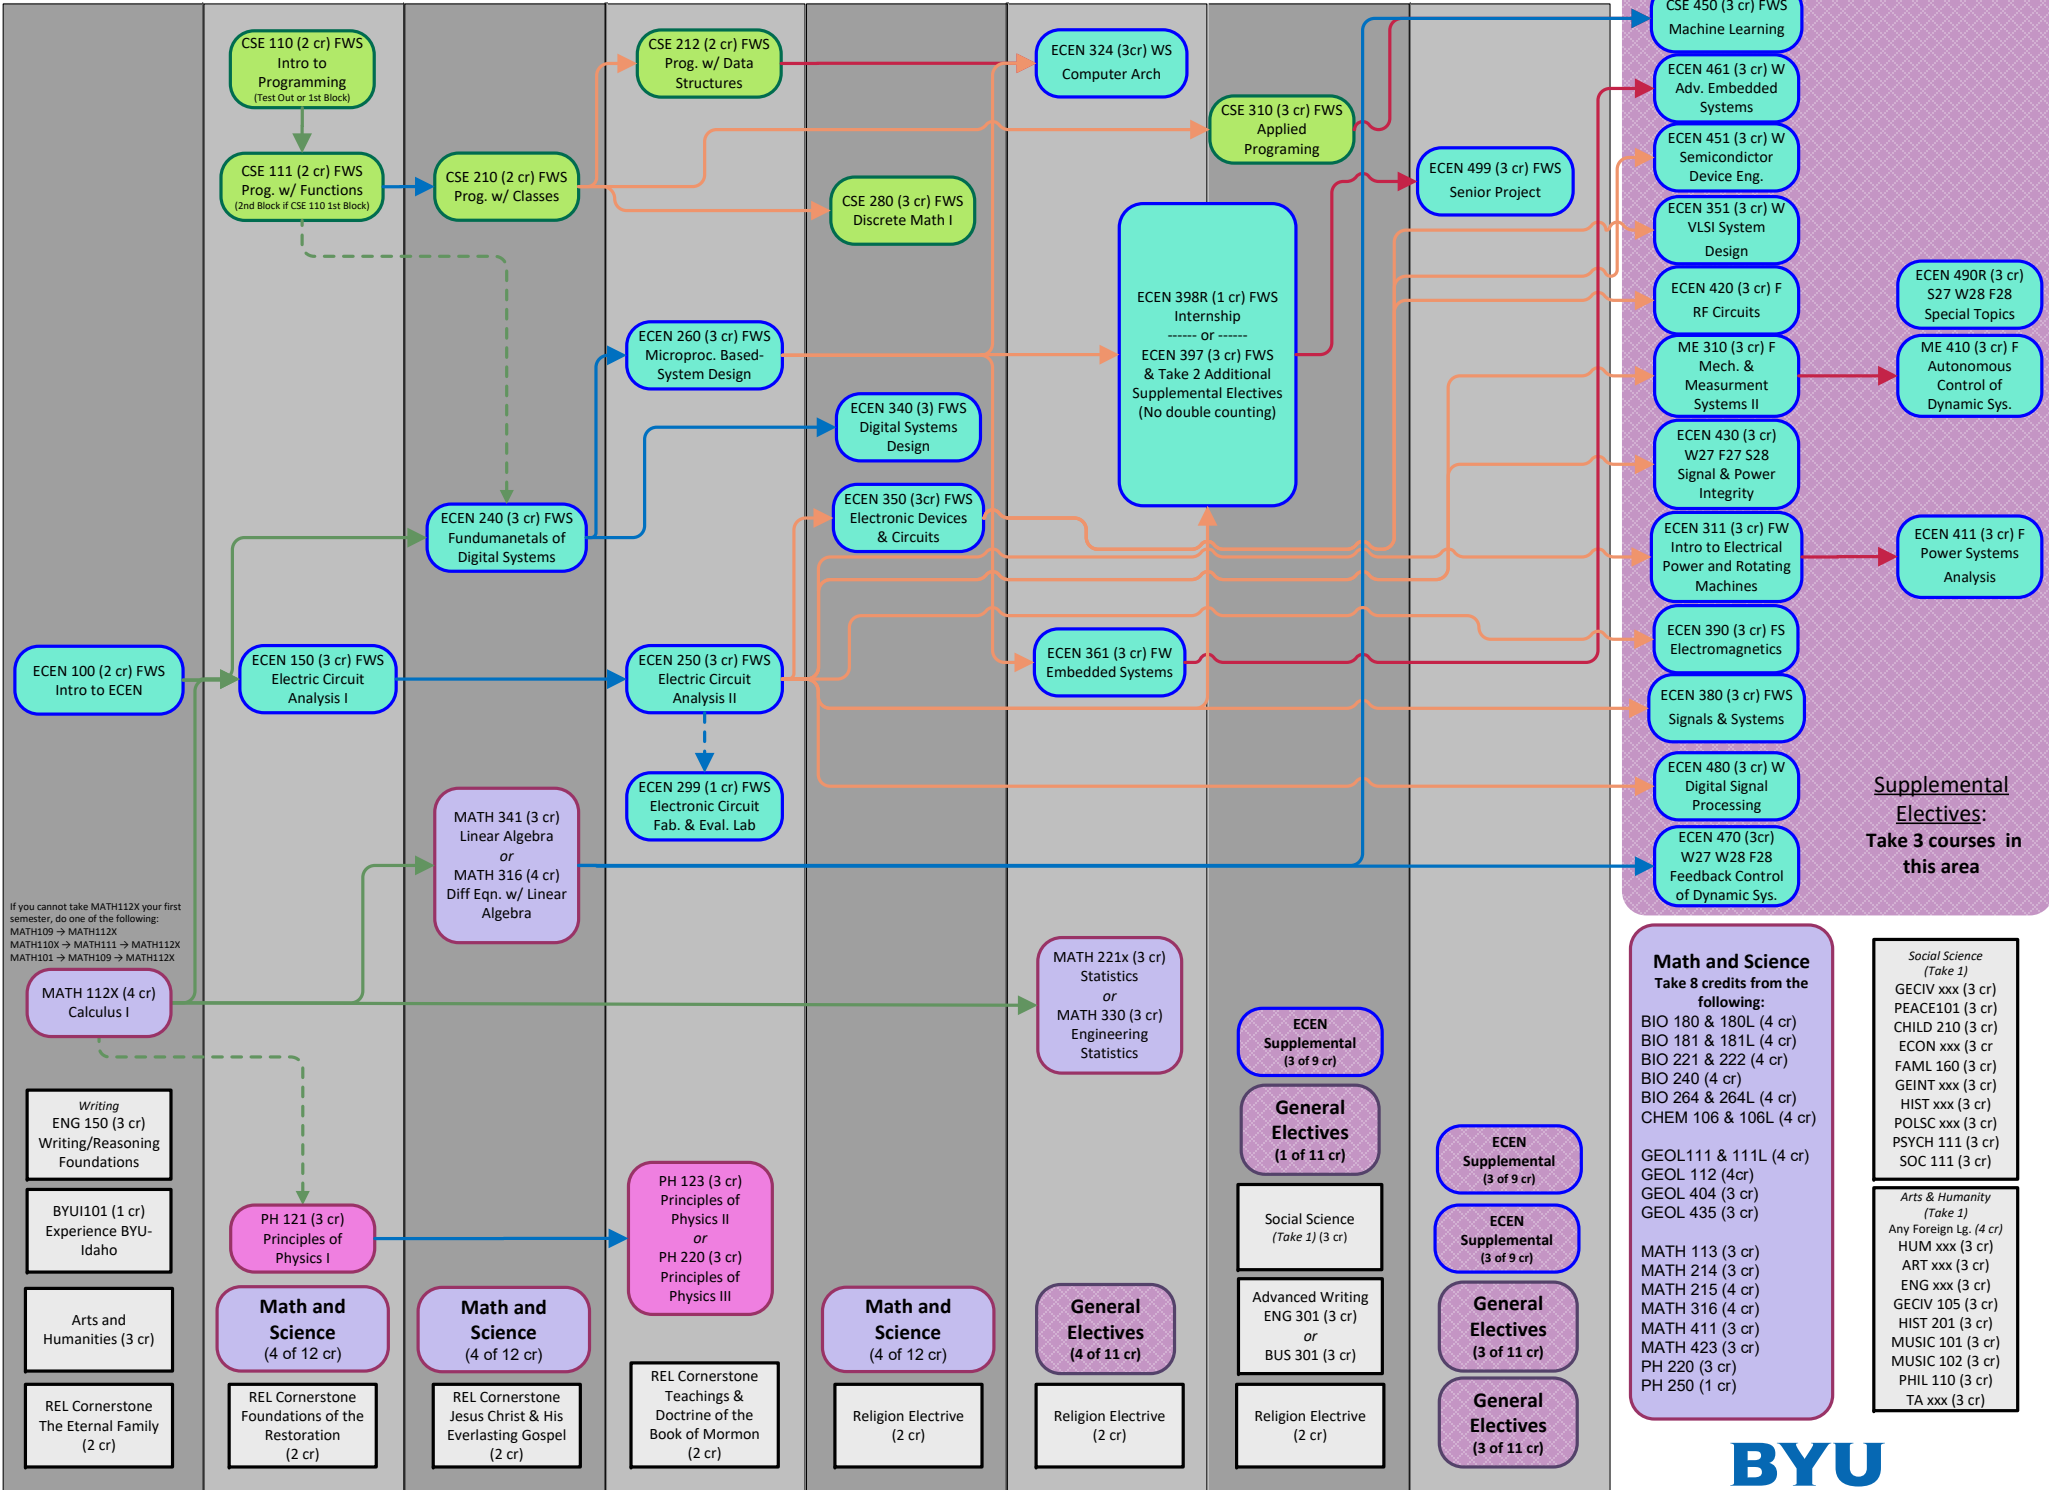 CSE 110 (2 cr) FWS
Intro to
Programming
(Test Out or 1st Block)
CSE 111 (2 cr) FWS
Prog. w/ Functions
(2nd Block if CSE 110 1st Block)
CSE 210 (2 cr) FWS
Prog. w/ Classes
CSE 212 (2 cr) FWS
Prog. w/ Data
Structures
CSE 280 (3 cr) FWS
Discrete Math I
ECEN 324 (3cr) WS
Computer Arch
CSE 310 (3 cr) FWS
Applied
Programing
ECEN 499 (3 cr) FWS
Senior Project
ECEN 398R (1 cr) FWS
Internship
------ or ------
ECEN 397 (3 cr) FWS
& Take 2 Additional
Supplemental Electives
(No double counting)
ECEN 260 (3 cr) FWS
Microproc. Based-
System Design
ECEN 340 (3) FWS
Digital Systems
Design
ECEN 350 (3cr) FWS
Electronic Devices
& Circuits
ECEN 240 (3 cr) FWS
Fundumanetals of
Digital Systems
ECEN 100 (2 cr) FWS
Intro to ECEN
ECEN 150 (3 cr) FWS
Electric Circuit
Analysis I
ECEN 250 (3 cr) FWS
Electric Circuit
Analysis II
ECEN 361 (3 cr) FW
Embedded Systems
ECEN 299 (1 cr) FWS
Electronic Circuit
Fab. & Eval. Lab
MATH 341 (3 cr)
Linear Algebra
or
MATH 316 (4 cr)
Diff Eqn. w/ Linear
Algebra
If you cannot take MATH112X your first
semester, do one of the following:
MATH109 → MATH112X
MATH110X → MATH111 → MATH112X
MATH101 → MATH109 → MATH112X
MATH 112X (4 cr)
Calculus I
MATH 221x (3 cr)
Statistics
or
MATH 330 (3 cr)
Engineering
Statistics
Writing
ENG 150 (3 cr)
Writing/Reasoning
Foundations
BYUI101 (1 cr)
Experience BYU-
Idaho
Arts and
Humanities (3 cr)
REL Cornerstone
The Eternal Family
(2 cr)
PH 121 (3 cr)
Principles of
Physics I
Math and
Science
(4 of 12 cr)
REL Cornerstone
Foundations of the
Restoration
(2 cr)
Math and
Science
(4 of 12 cr)
REL Cornerstone
Jesus Christ & His
Everlasting Gospel
(2 cr)
PH 123 (3 cr)
Principles of
Physics II
or
PH 220 (3 cr)
Principles of
Physics III
REL Cornerstone
Teachings &
Doctrine of the
Book of Mormon
(2 cr)
Math and
Science
(4 of 12 cr)
Religion Electrive
(2 cr)
General
Electives
(4 of 11 cr)
Religion Electrive
(2 cr)
ECEN
Supplemental
(3 of 9 cr)
General
Electives
(1 of 11 cr)
Social Science
(Take 1) (3 cr)
Advanced Writing
ENG 301 (3 cr)
or
BUS 301 (3 cr)
Religion Electrive
(2 cr)
ECEN
Supplemental
(3 of 9 cr)
ECEN
Supplemental
(3 of 9 cr)
General
Electives
(3 of 11 cr)
General
Electives
(3 of 11 cr)
CSE 450 (3 cr) FWS
Machine Learning
ECEN 461 (3 cr) W
Adv. Embedded
Systems
ECEN 451 (3 cr) W
Semicondictor
Device Eng.
ECEN 351 (3 cr) W
VLSI System
Design
ECEN 420 (3 cr) F
RF Circuits
ECEN 490R (3 cr)
S27 W28 F28
Special Topics
ME 310 (3 cr) F
Mech. &
Measurment
Systems II
ME 410 (3 cr) F
Autonomous
Control of
Dynamic Sys.
ECEN 430 (3 cr)
W27 F27 S28
Signal & Power
Integrity
ECEN 311 (3 cr) FW
Intro to Electrical
Power and Rotating
Machines
ECEN 411 (3 cr) F
Power Systems
Analysis
ECEN 390 (3 cr) FS
Electromagnetics
ECEN 380 (3 cr) FWS
Signals & Systems
ECEN 480 (3 cr) W
Digital Signal
Processing
ECEN 470 (3cr)
W27 W28 F28
Feedback Control
of Dynamic Sys.
Supplemental
Electives:
Take 3 courses in
this area
Math and Science
Take 8 credits from the
following:
BIO 180 & 180L (4 cr)
BIO 181 & 181L (4 cr)
BIO 221 & 222 (4 cr)
BIO 240 (4 cr)
BIO 264 & 264L (4 cr)
CHEM 106 & 106L (4 cr)
GEOL111 & 111L (4 cr)
GEOL 112 (4cr)
GEOL 404 (3 cr)
GEOL 435 (3 cr)
MATH 113 (3 cr)
MATH 214 (3 cr)
MATH 215 (4 cr)
MATH 316 (4 cr)
MATH 411 (3 cr)
MATH 423 (3 cr)
PH 220 (3 cr)
PH 250 (1 cr)
Social Science
(Take 1)
GECIV xxx (3 cr)
PEACE101 (3 cr)
CHILD 210 (3 cr)
ECON xxx (3 cr
FAML 160 (3 cr)
GEINT xxx (3 cr)
HIST xxx (3 cr)
POLSC xxx (3 cr)
PSYCH 111 (3 cr)
SOC 111 (3 cr)
Arts & Humanity
(Take 1)
Any Foreign Lg. (4 cr)
HUM xxx (3 cr)
ART xxx (3 cr)
ENG xxx (3 cr)
GECIV 105 (3 cr)
HIST 201 (3 cr)
MUSIC 101 (3 cr)
MUSIC 102 (3 cr)
PHIL 110 (3 cr)
TA xxx (3 cr)
BYU